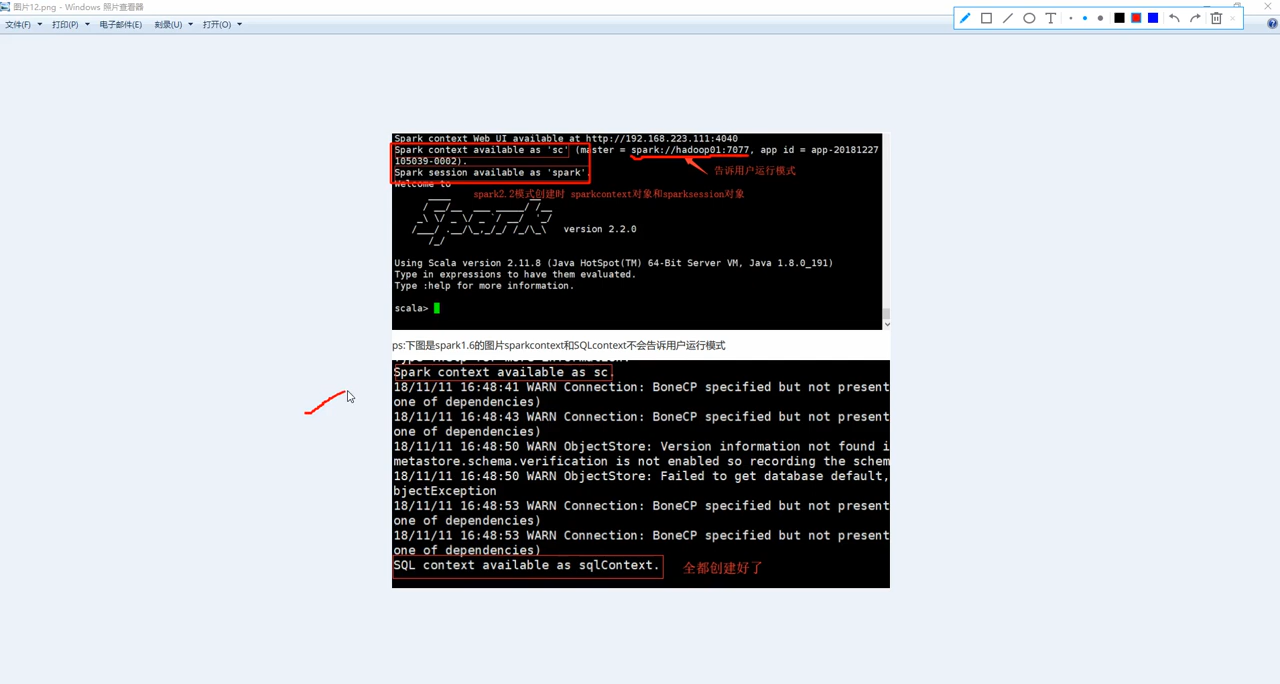 图片12.png - Windows 照片查看器
文件(F) 打印(P) 电子邮件(E) 刻录(U) 打开(O)
T
Spark context Web UI available at http://192.168.223.111:4040
Spark context available as 'sc' (master = spark://hadoop01:7077, app id = app-20181227
105039-0002).
告诉用户运行模式
Spark session available as 'spark'.
Welcome to
spark2.2模式创建时 sparkcontext对象和sparksession对象
version 2.2.0
Using Scala version 2.11.8 (Java HotSpot(TM) 64-Bit Server VM, Java 1.8.0_191)
Type in expressions to have them evaluated.
Type :help for more information.
scala>
ps:下图是spark1.6的图片sparkcontext和SQLcontext不会告诉用户运行模式
Spark context available as sc.
18/11/11 16:48:41 WARN Connection: BoneCP specified but not present
one of dependencies)
18/11/11 16:48:43 WARN Connection: BoneCP specified but not present
one of dependencies)
18/11/11 16:48:50 WARN ObjectStore: Version information not found i
metastore.schema.verification is not enabled so recording the schem
18/11/11 16:48:50 WARN ObjectStore: Failed to get database default,
bjectException
18/11/11 16:48:53 WARN Connection: BoneCP specified but not present
one of dependencies)
18/11/11 16:48:53 WARN Connection: BoneCP specified but not present
one of dependencies)
SQL context available as sqlContext.
全都创建好了